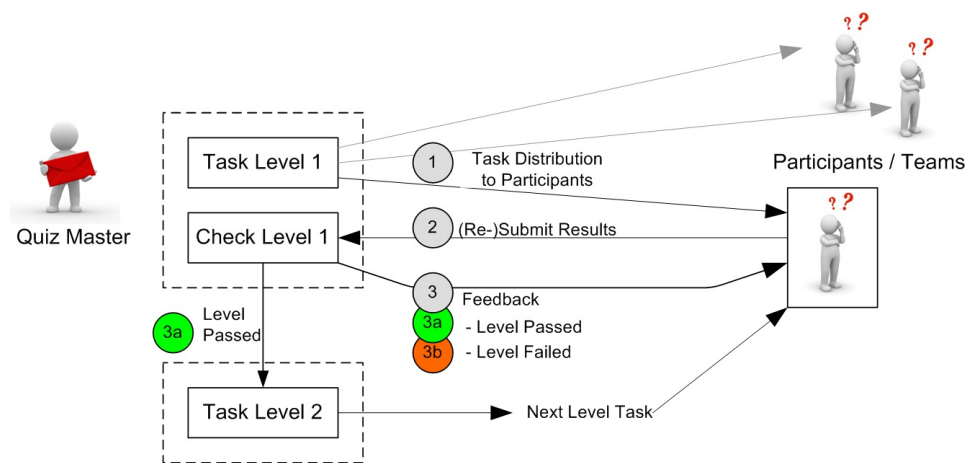 ? ?
? ?
Task Level 1
1
Task Distribution
to Participants
Participants / Teams
? ?
Quiz Master
Check Level 1
2
(Re-)Submit Results
3
Feedback
3a
Level
Passed
3a
- Level Passed
3b
- Level Failed
Task Level 2
Next Level Task